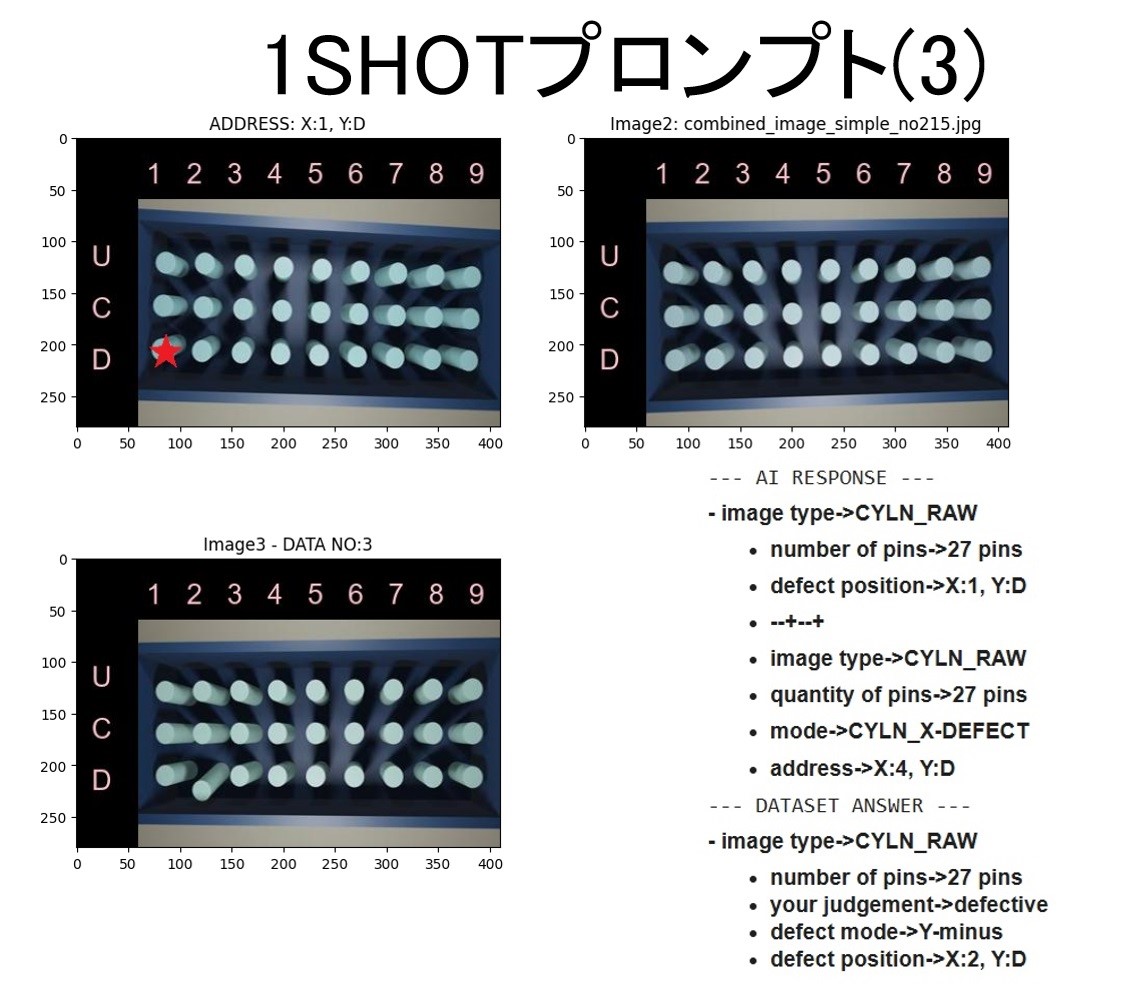 1SHOTプロンプト(3)
ADDRESS: X:1, Y:D
0
50
100
150
200
250
1 2 3 4 5 6 7 8 9
U
C
D
0 50 100 150 200 250 300 350 400
Image2: combined_image_simple_no215.jpg
0
50
100
150
200
250
1 2 3 4 5 6 7 8 9
U
C
D
0 50 100 150 200 250 300 350 400
Image3 - DATA NO:3
0
50
100
150
200
250
1 2 3 4 5 6 7 8 9
U
C
D
0 50 100 150 200 250 300 350 400
--- AI RESPONSE ---
- image type->CYLN_RAW
• number of pins->27 pins
• defect position->X:1, Y:D
• --+--+
• image type->CYLN_RAW
• quantity of pins->27 pins
• mode->CYLN_X-DEFECT
• address->X:4, Y:D
--- DATASET ANSWER ---
- image type->CYLN_RAW
• number of pins->27 pins
• your judgement->defective
• defect mode->Y-minus
• defect position->X:2, Y:D